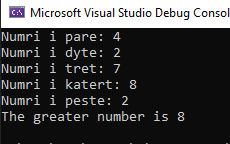 Microsoft Visual Studio Debug Consol
Numri i pare: 4
Numri i dyte: 2
Numri i tret: 7
Numri i katert: 8
Numri i peste: 2
The greater number is 8